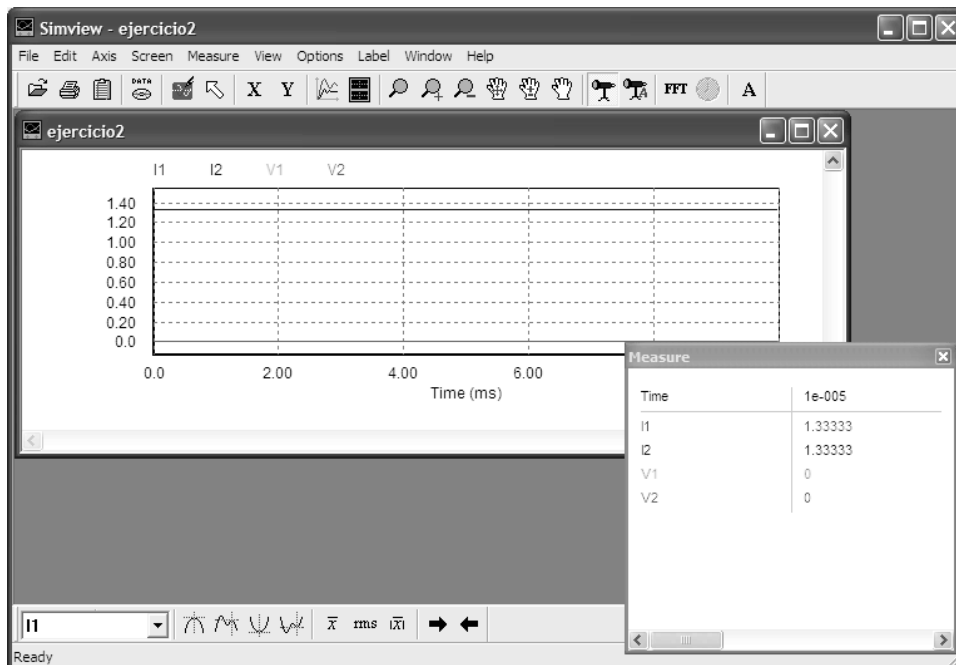 Simview - ejercicio2
File Edit Axis Screen Measure View Options Label Window Help
DATA X Y FFT A
ejercicio2
I1 I2 V1 V2
1.40
1.20
1.00
0.80
0.60
0.40
0.20
0.0
0.0 2.00 4.00 6.00
Time (ms)
Measure
Time 1e-005
I1 1.33333
I2 1.33333
V1 0
V2 0
I1 x rms |x|
Ready